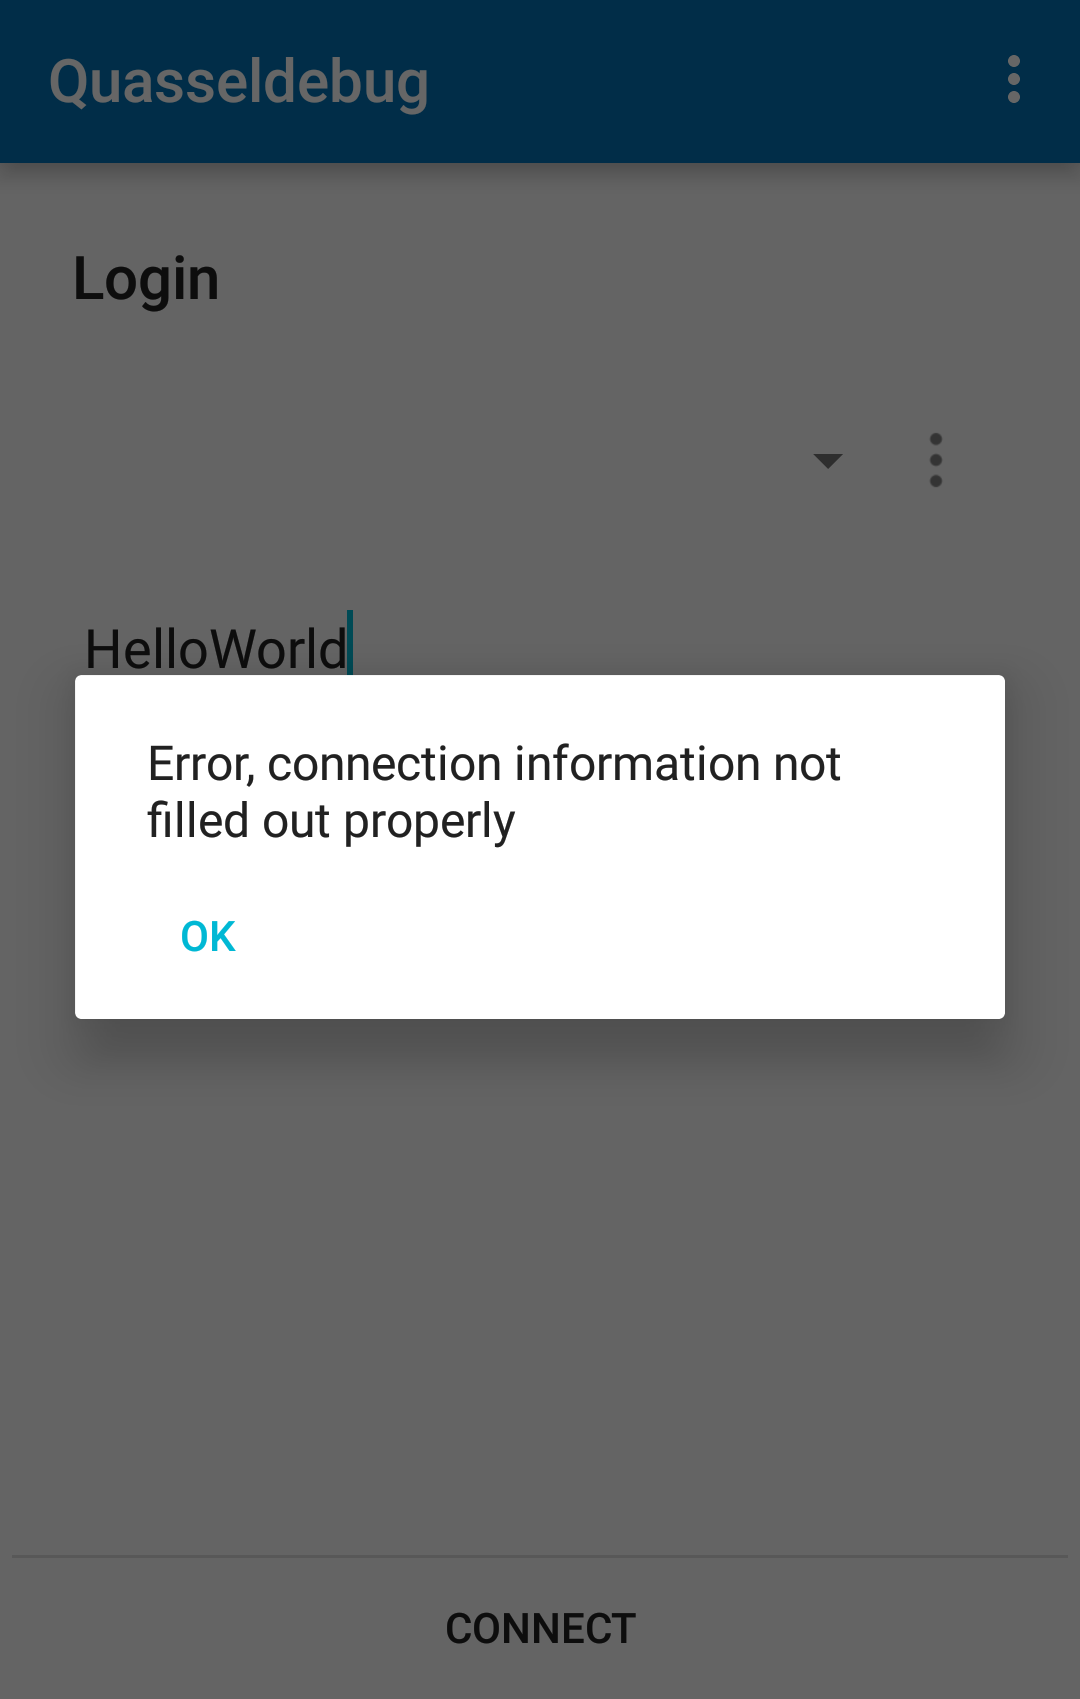 Quasseldebug
Login
HelloWorld
Error, connection information not
filled out properly
OK
CONNECT